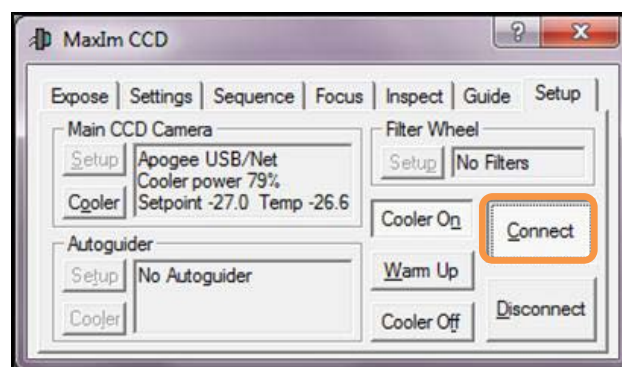 MaxIm CCD
Expose Settings Sequence Focus Inspect Guide Setup
Main CCD Camera
Setup
Apogee USB/Net
Cooler power 79%
Cooler
Setpoint -27.0 Temp -26.6
Autoguider
Setup
No Autoguider
Cooler
Filter Wheel
Setup
No Filters
Cooler On
Warm Up
Cooler Off
Connect
Disconnect